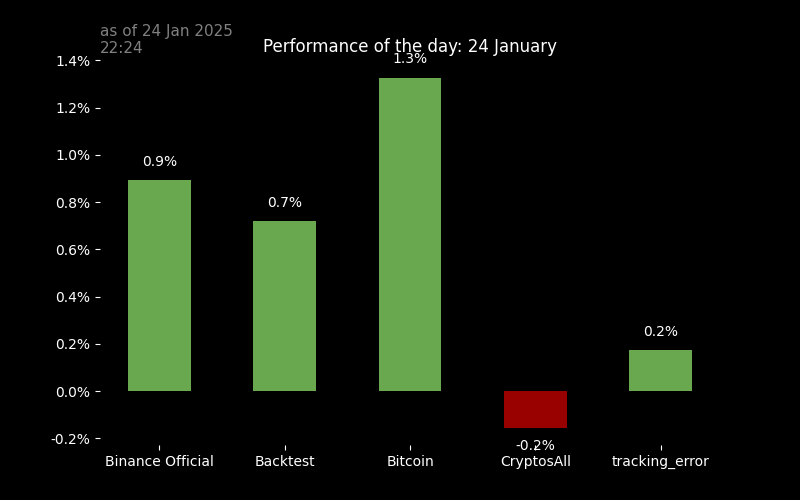 as of 24 Jan 2025
22:24
Performance of the day: 24 January
1.4%
1.2%
1.0%
0.8%
0.6%
0.4%
0.2%
0.0%
-0.2%
0.9%
0.7%
1.3%
-0.2%
0.2%
Binance Official
Backtest
Bitcoin
CryptosAll
tracking_error